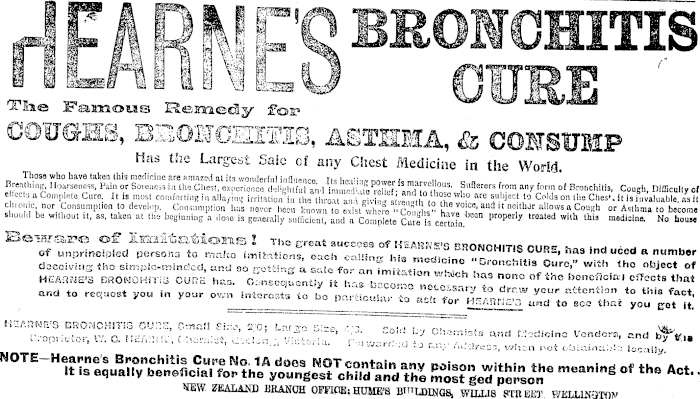 HEARNE'S BRONCHITIS
CURE
The Famous Remedy for
COUGHS, BRONCHITIS, ASTHMA, & CONSUMP
Has the Largest Sale of any Chest Medicine in the World.
Those who have taken this medicine are amazed at its wonderful influence. Its healing power is marvellous. Sufferers from any form of Bronchitis, Cough, Difficulty of
Breathing, Hoarseness, Pain or Soreness in the Chest, experience delightful and immediate relief; and to those who are subject to Colds on the Chest it is invaluable, as it
effects a Complete Cure. It is most comforting in allaying irritation in the throat and giving strength to the voice, and it neither allows a Cough or Asthma to become
chronic, nor Consumption to develop. Consumption has never been known to exist where "Coughs" have been properly treated with this medicine. No house
should be without it, as, taken at the beginning a dose is generally sufficient, and a Complete Cure is certain.
Beware of Imitations! The great success of HEARNE'S BRONCHITIS CURE, has induced a number
of unprincipled persons to make imitations, each calling his medicine "Bronchitis Cure," with the object of
deceiving the simple-minded, and so getting a sale for an imitation which has none of the beneficial effects that
HEARNE'S BRONCHITIS CURE has. Consequently it has become necessary to draw your attention to this fact,
and to request you in your own interests to be particular to ask for HEARNE'S and to see that you get it.
HEARNE'S BRONCHITIS CURE, Small Size, 2/6; Large Size, Sold by Chemists and Medicine Vendors, and by
Proprietor, W. G. HEARNE, Chemist, Geelong, Victoria. Forwarded to any Address, when not obtainable locally.
NOTE—Hearne's Bronchitis Cure No. 1A does NOT contain any poison within the meaning of the Act.
It is equally beneficial for the youngest child and the most ged person
NEW ZEALAND BRANCH OFFICE; HUME'S BUILDINGS, WILLIS STREET, WELLINGTON